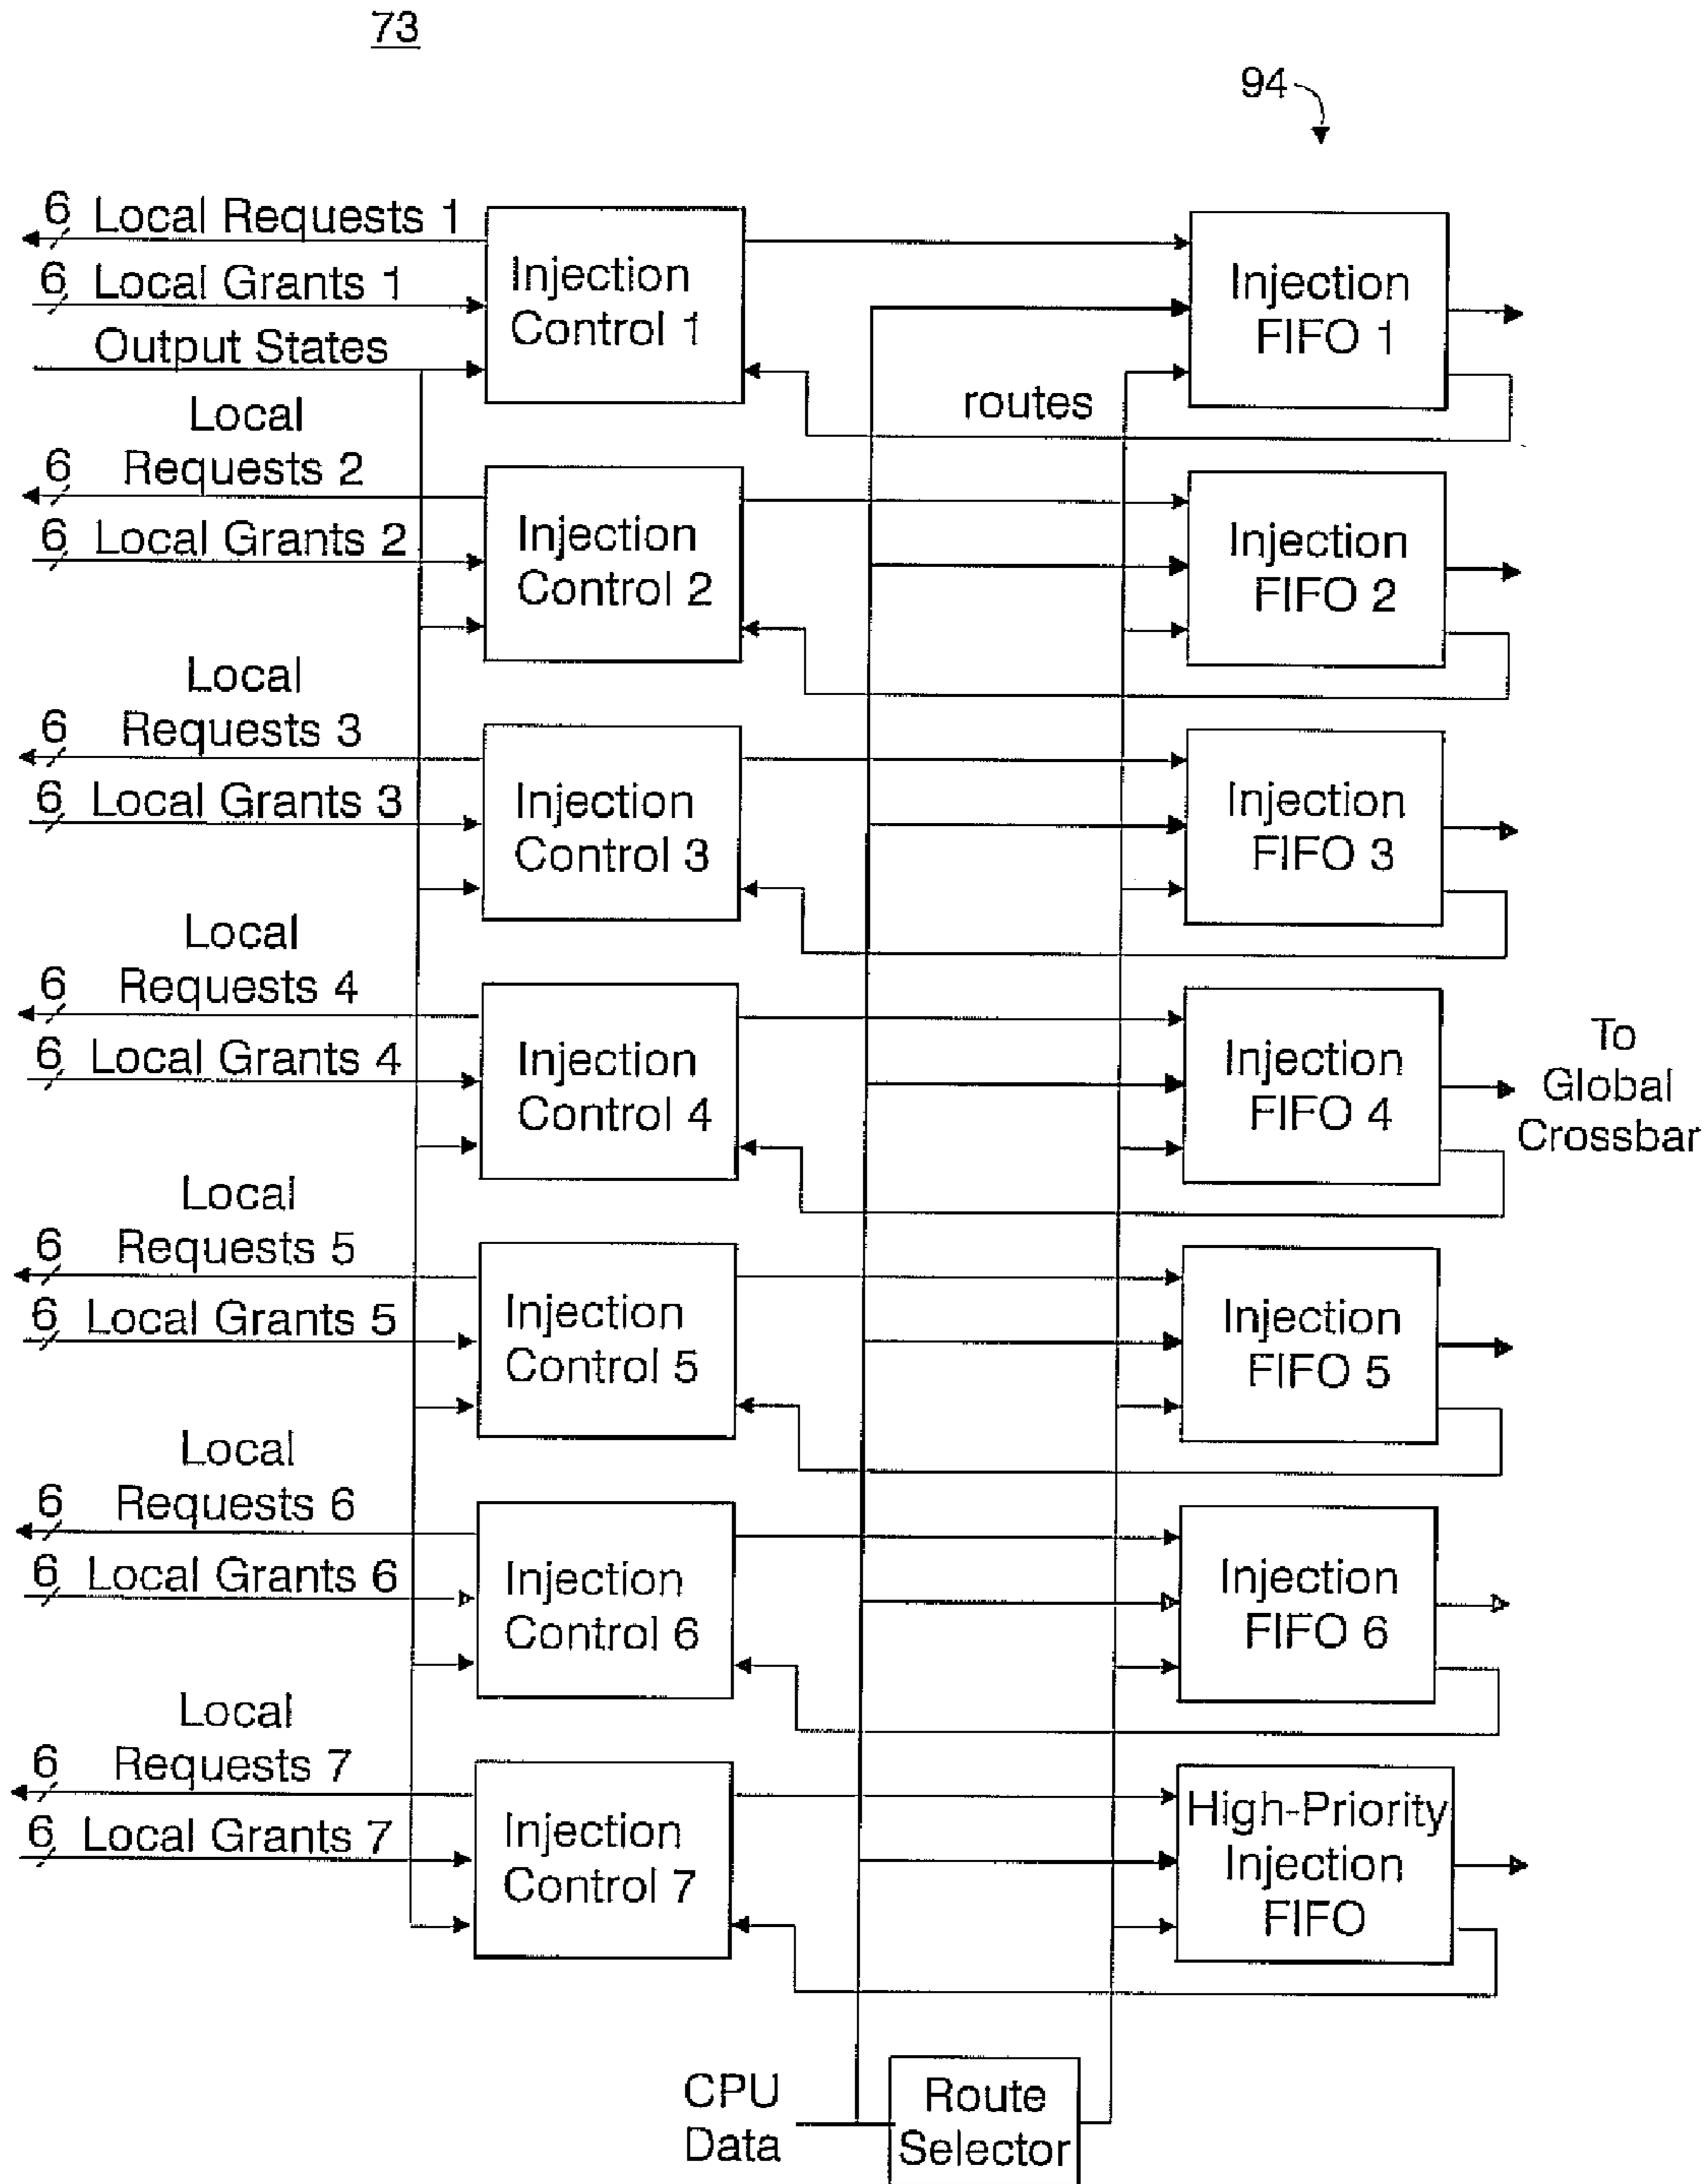 73
94
6 Local Requests 1
6 Local Grants 1
Output States
Injection
Control 1
Injection
FIFO 1
routes
Local
6 Requests 2
6 Local Grants 2
Injection
Control 2
Injection
FIFO 2
Local
6 Requests 3
6 Local Grants 3
Injection
Control 3
Injection
FIFO 3
Local
6 Requests 4
6 Local Grants 4
Injection
Control 4
Injection
FIFO 4
To
Global
Crossbar
Local
6 Requests 5
6 Local Grants 5
Injection
Control 5
Injection
FIFO 5
Local
6 Requests 6
6 Local Grants 6
Injection
Control 6
Injection
FIFO 6
Local
6 Requests 7
6 Local Grants 7
Injection
Control 7
High-Priority
Injection
FIFO
CPU
Data
Route
Selector